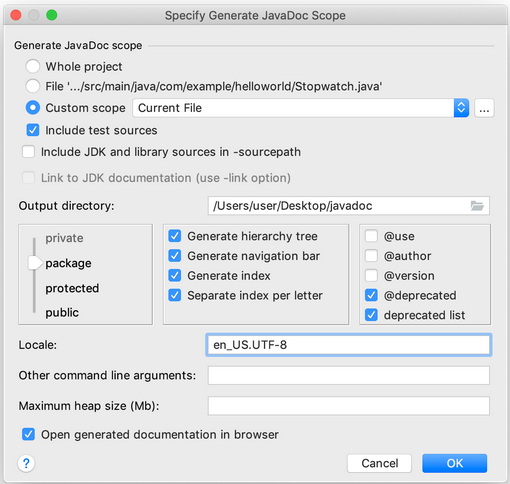 Specify Generate JavaDoc Scope
Generate JavaDoc scope
Whole project
File '.../src/main/java/com/example/helloworld/Stopwatch.java'
Custom scope Current File ...
Include test sources
Include JDK and library sources in -sourcepath
Link to JDK documentation (use -link option)
Output directory: /Users/user/Desktop/javadoc
private
package
protected
public
Generate hierarchy tree
Generate navigation bar
Generate index
Separate index per letter
@use
@author
@version
@deprecated
deprecated list
Locale: en_US.UTF-8
Other command line arguments:
Maximum heap size (Mb):
Open generated documentation in browser
? Cancel OK